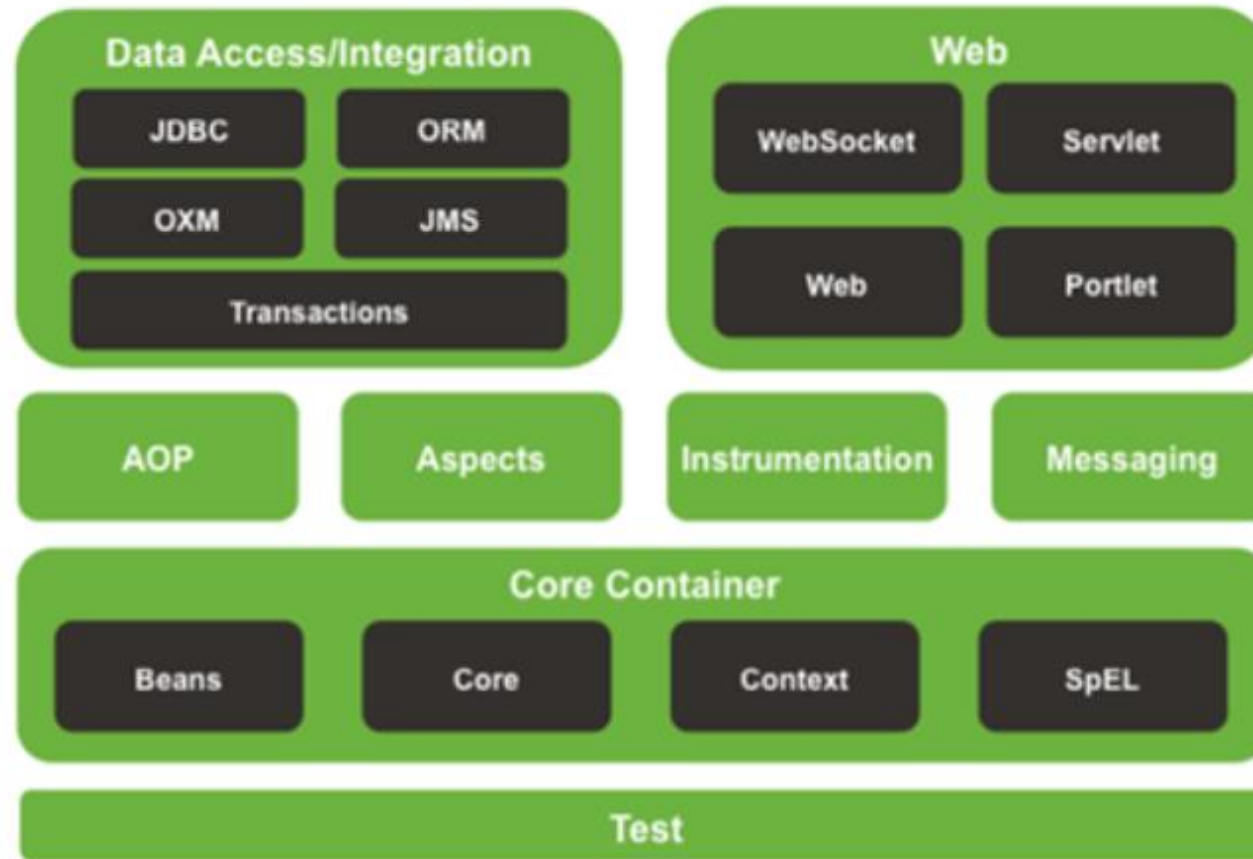 Data Access/Integration
JDBC
ORM
OXM
JMS
Transactions
Web
WebSocket
Servlet
Web
Portlet
AOP
Aspects
Instrumentation
Messaging
Core Container
Beans
Core
Context
SpEL
Test